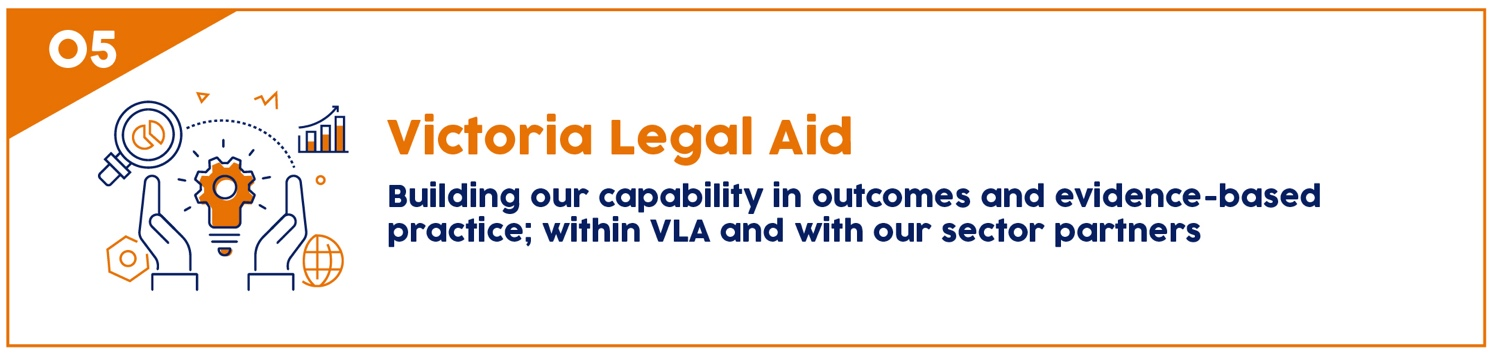 05
Victoria Legal Aid
Building our capability in outcomes and evidence-based
practice; within VLA and with our sector partners